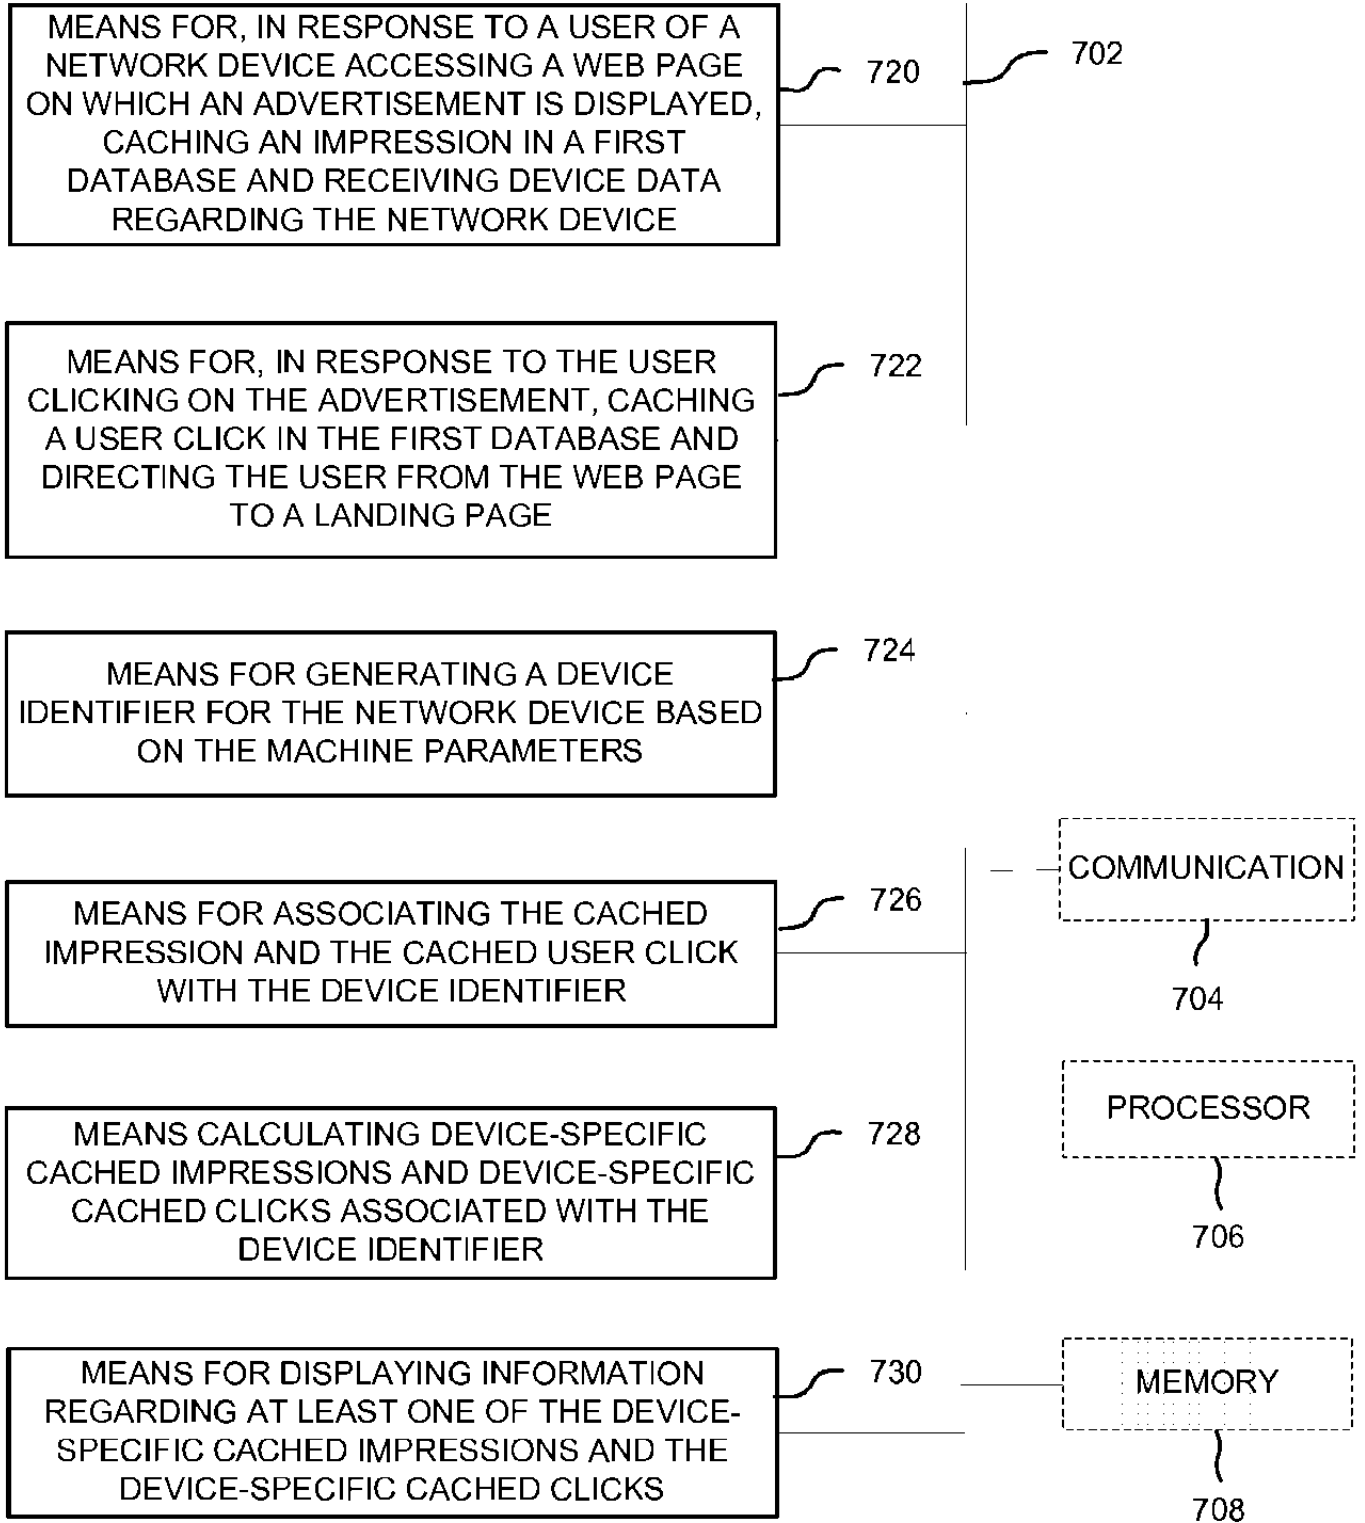 MEANS FOR, IN RESPONSE TO A USER OF A
NETWORK DEVICE ACCESSING A WEB PAGE
ON WHICH AN ADVERTISEMENT IS DISPLAYED,
CACHING AN IMPRESSION IN A FIRST
DATABASE AND RECEIVING DEVICE DATA
REGARDING THE NETWORK DEVICE
720
702
MEANS FOR, IN RESPONSE TO THE USER
CLICKING ON THE ADVERTISEMENT, CACHING
A USER CLICK IN THE FIRST DATABASE AND
DIRECTING THE USER FROM THE WEB PAGE
TO A LANDING PAGE
722
MEANS FOR GENERATING A DEVICE
IDENTIFIER FOR THE NETWORK DEVICE BASED
ON THE MACHINE PARAMETERS
724
MEANS FOR ASSOCIATING THE CACHED
IMPRESSION AND THE CACHED USER CLICK
WITH THE DEVICE IDENTIFIER
726
COMMUNICATION
704
MEANS CALCULATING DEVICE-SPECIFIC
CACHED IMPRESSIONS AND DEVICE-SPECIFIC
CACHED CLICKS ASSOCIATED WITH THE
DEVICE IDENTIFIER
728
PROCESSOR
706
MEANS FOR DISPLAYING INFORMATION
REGARDING AT LEAST ONE OF THE DEVICE-
SPECIFIC CACHED IMPRESSIONS AND THE
DEVICE-SPECIFIC CACHED CLICKS
730
MEMORY
708